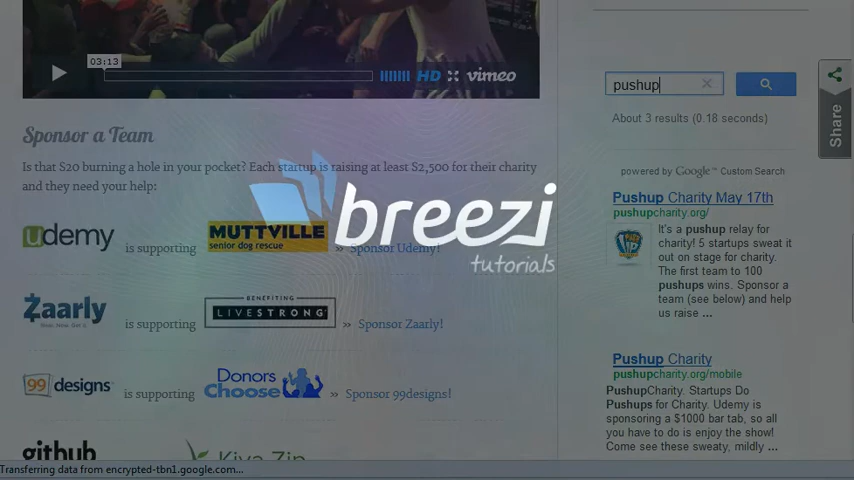 03:13
HD
vimeo
Sponsor a Team
Is that $20 burning a hole in your pocket? Each startup is raising at least $2,500 for their charity
and they need your help:
udemy is supporting MUTTVILLE senior dog rescue » Sponsor Udemy!
Zaarly is supporting BENEFITING LIVESTRONG » Sponsor Zaarly!
99designs is supporting Donors Choose » Sponsor 99designs!
github Kiva Zip
breezi
tutorials
pushup
About 3 results (0.18 seconds)
powered by Google™ Custom Search
Pushup Charity May 17th
pushupcharity.org/
It's a pushup relay for
charity! 5 startups sweat it
out on stage for charity.
The first team to 100
pushups wins. Sponsor a
team (see below) and help
us raise ...
Pushup Charity
pushupcharity.org/mobile
PushupCharity. Startups Do
Pushups for Charity. Udemy is
sponsoring a $1000 bar tab, so all
you have to do is enjoy the show!
Come see these sweaty, mildly ...
Share
Transferring data from encrypted-tbn1.google.com...